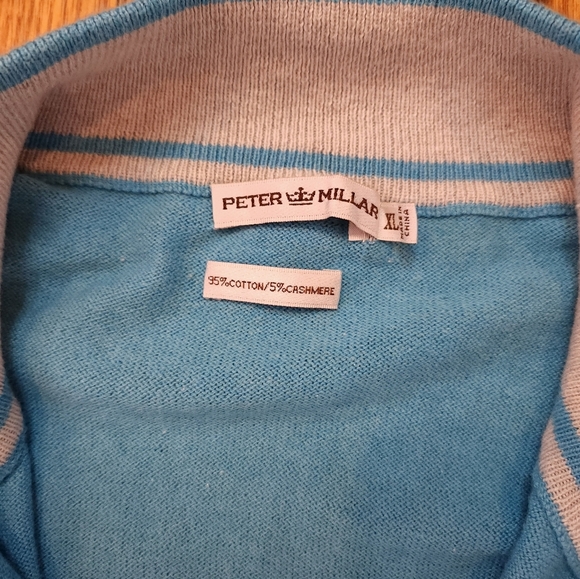 PETER MILLAR
XL
MADE IN
CHINA
95%COTTON/5%CASHMERE